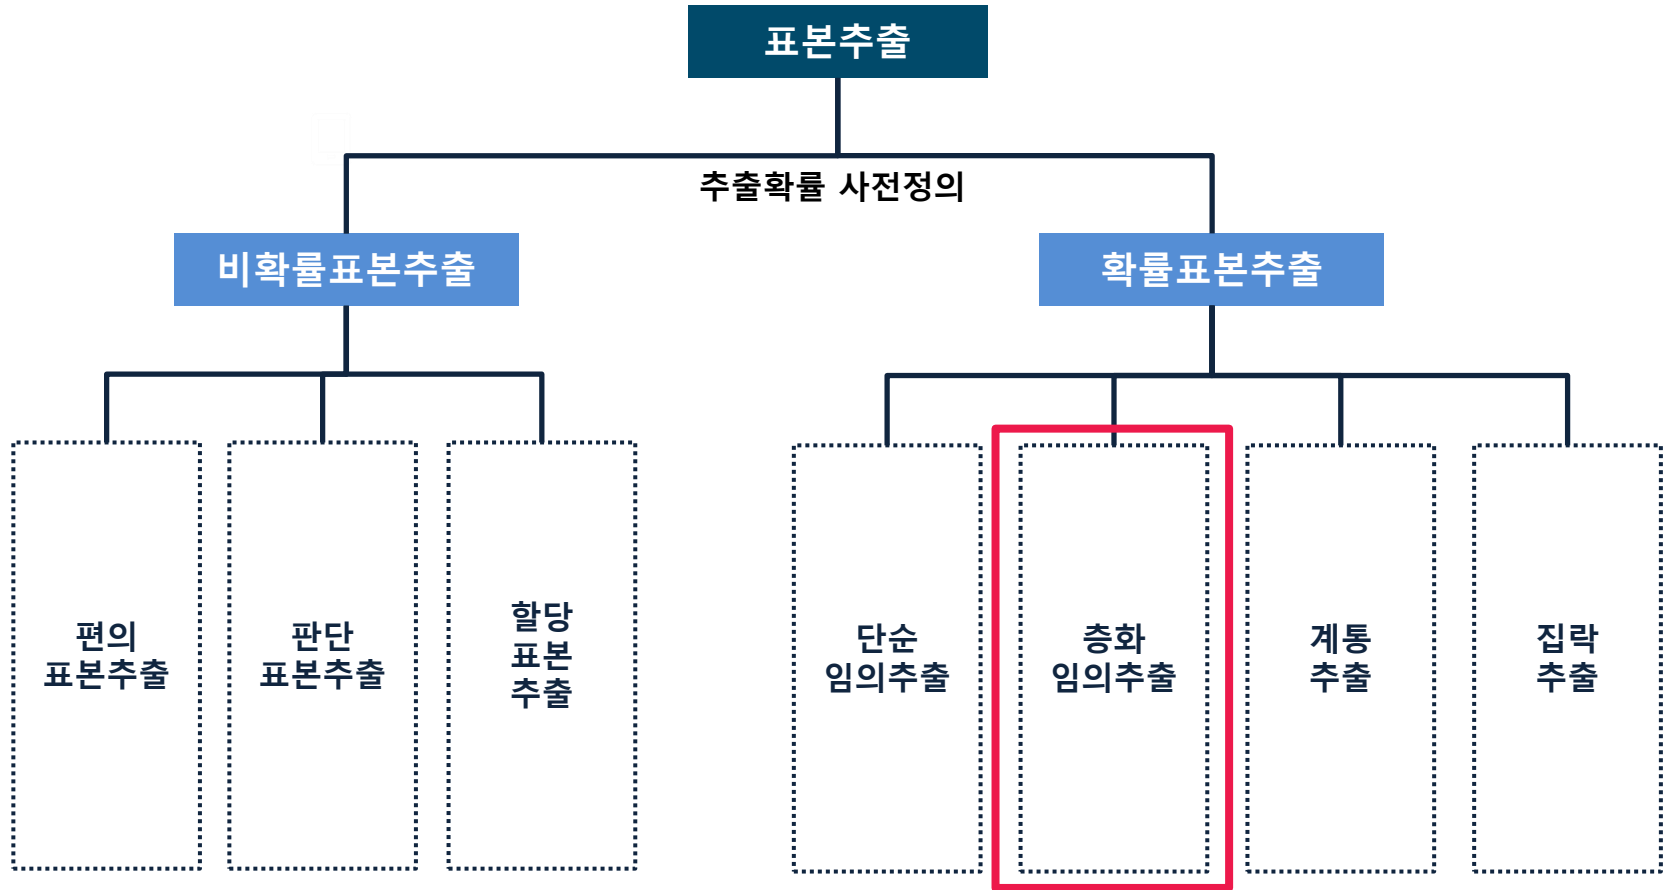 표본추출
추출확률 사전정의
비확률표본추출
확률표본추출
편의
표본추출
판단
표본추출
할당
표본
추출
단순
임의추출
층화
임의추출
계통
추출
집락
추출